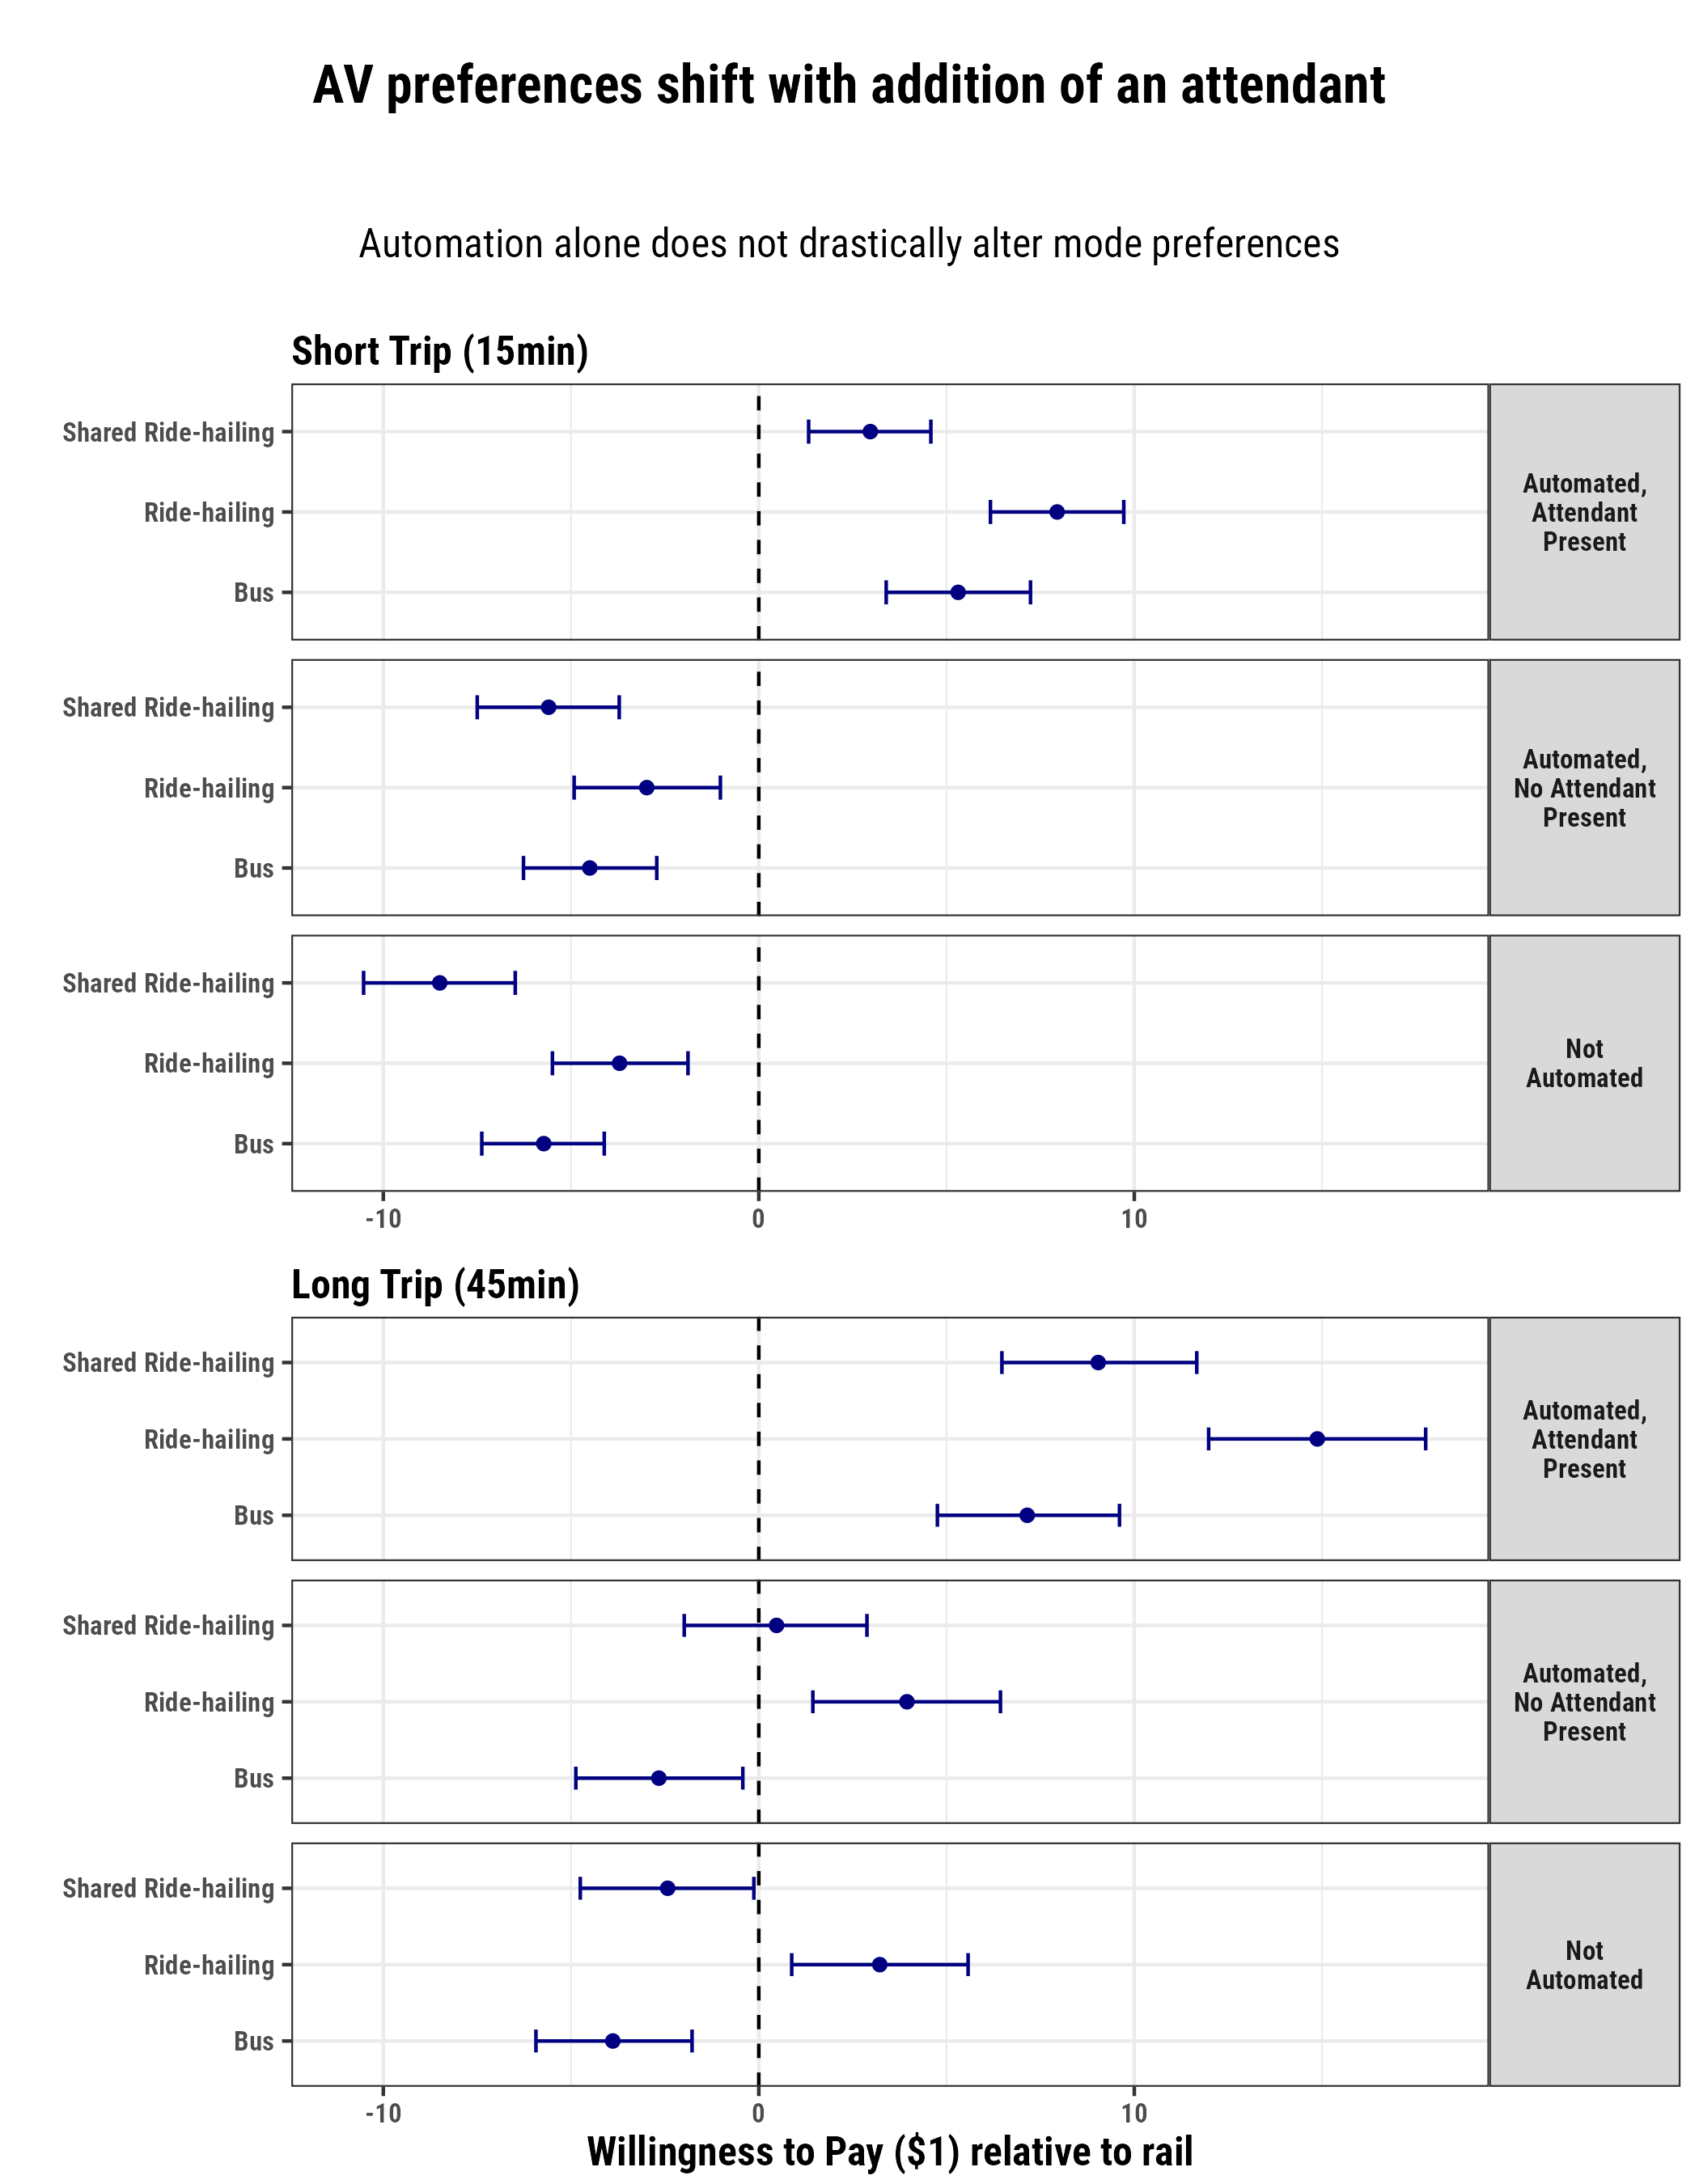 AV preferences shift with addition of an attendant
Automation alone does not drastically alter mode preferences
Short Trip (15min)
Shared Ride-hailing
Ride-hailing
Bus
Automated,
Attendant
Present
Shared Ride-hailing
Ride-hailing
Bus
Automated,
No Attendant
Present
Shared Ride-hailing
Ride-hailing
Bus
Not
Automated
-10
0
10
Long Trip (45min)
Shared Ride-hailing
Ride-hailing
Bus
Automated,
Attendant
Present
Shared Ride-hailing
Ride-hailing
Bus
Automated,
No Attendant
Present
Shared Ride-hailing
Ride-hailing
Bus
Not
Automated
-10
0
10
Willingness to Pay ($1) relative to rail